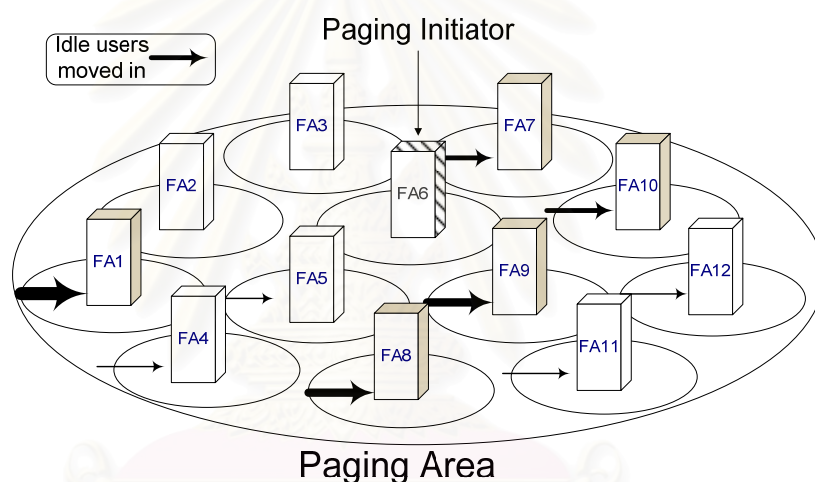 Paging Initiator
Idle users
moved in
FA3
FA7
FA2
FA6
FA10
FA1
FA5
FA9
FA12
FA4
FA8
FA11
Paging Area